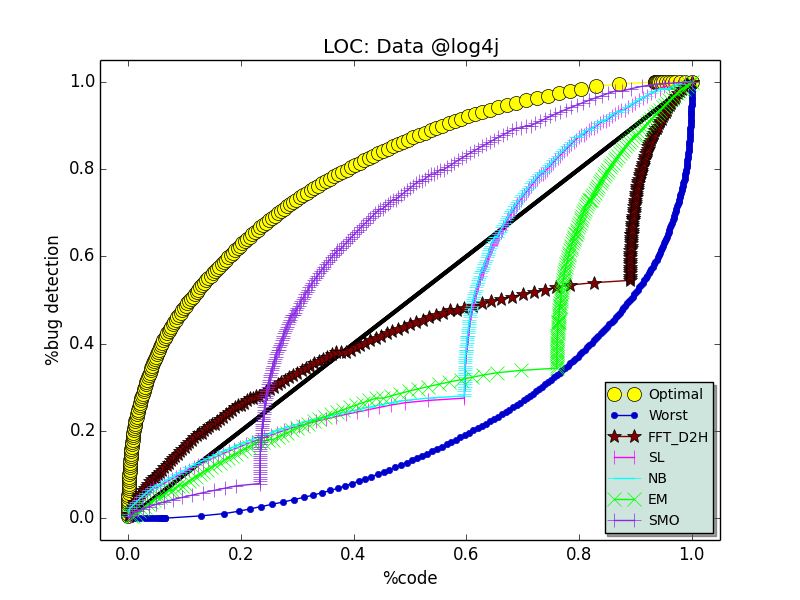 LOC: Data @log4j
%bug detection
1.0
0.8
0.6
0.4
0.2
0.0
0.0 0.2 0.4 0.6 0.8 1.0
%code
Optimal
Worst
FFT_D2H
SL
NB
EM
SMO